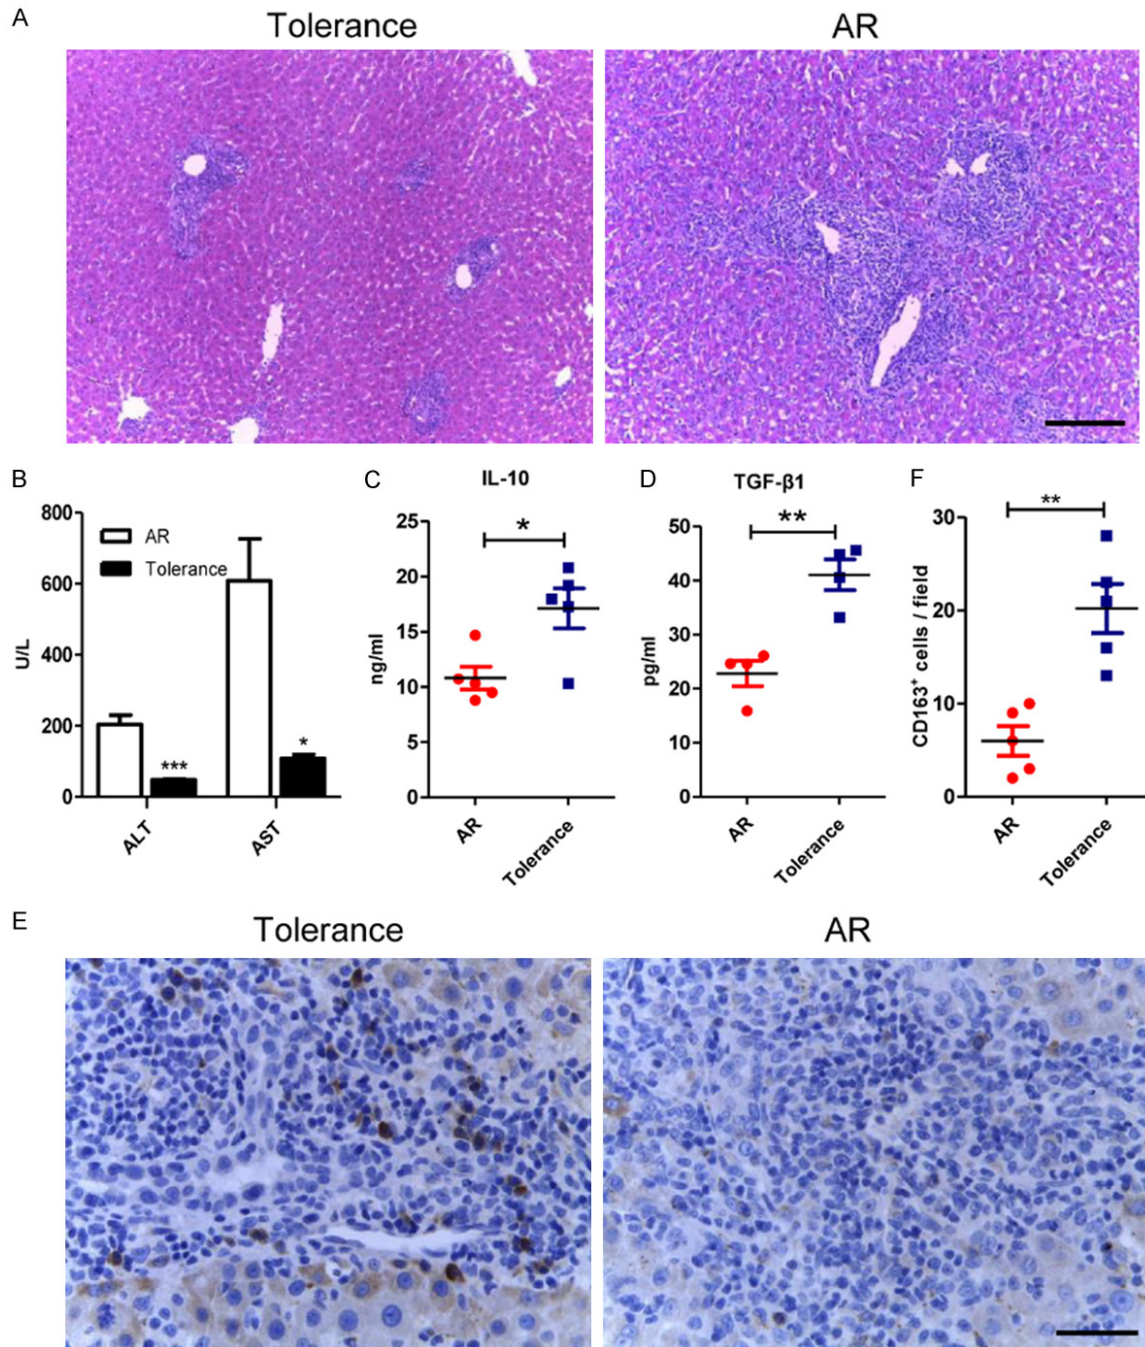 A
Tolerance
AR
B
800
600
400
200
0
U/L
AR
Tolerance
***
*
ALT
AST
C
IL-10
25
20
15
10
5
0
ng/ml
*
AR
Tolerance
D
TGF-β1
50
40
30
20
10
0
pg/ml
**
AR
Tolerance
F
30
20
10
0
CD163+ cells / field
**
AR
Tolerance
E
Tolerance
AR